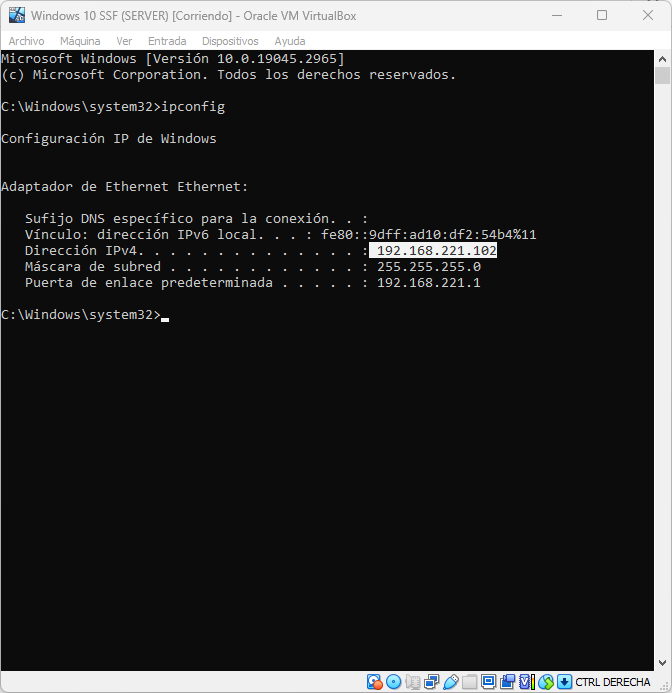 Windows 10 SSF (SERVER) [Corriendo] - Oracle VM VirtualBox
Archivo Máquina Ver Entrada Dispositivos Ayuda
Microsoft Windows [Versión 10.0.19045.2965]
(c) Microsoft Corporation. Todos los derechos reservados.
C:\Windows\system32>ipconfig
Configuración IP de Windows
Adaptador de Ethernet Ethernet:
Sufijo DNS específico para la conexión. . :
Vínculo: dirección IPv6 local. . . : fe80::9dff:ad10:df2:54b4%11
Dirección IPv4. . . . . . . . . . . . . . : 192.168.221.102
Máscara de subred . . . . . . . . . . . . : 255.255.255.0
Puerta de enlace predeterminada . . . . . : 192.168.221.1
C:\Windows\system32>
CTRL DERECHA